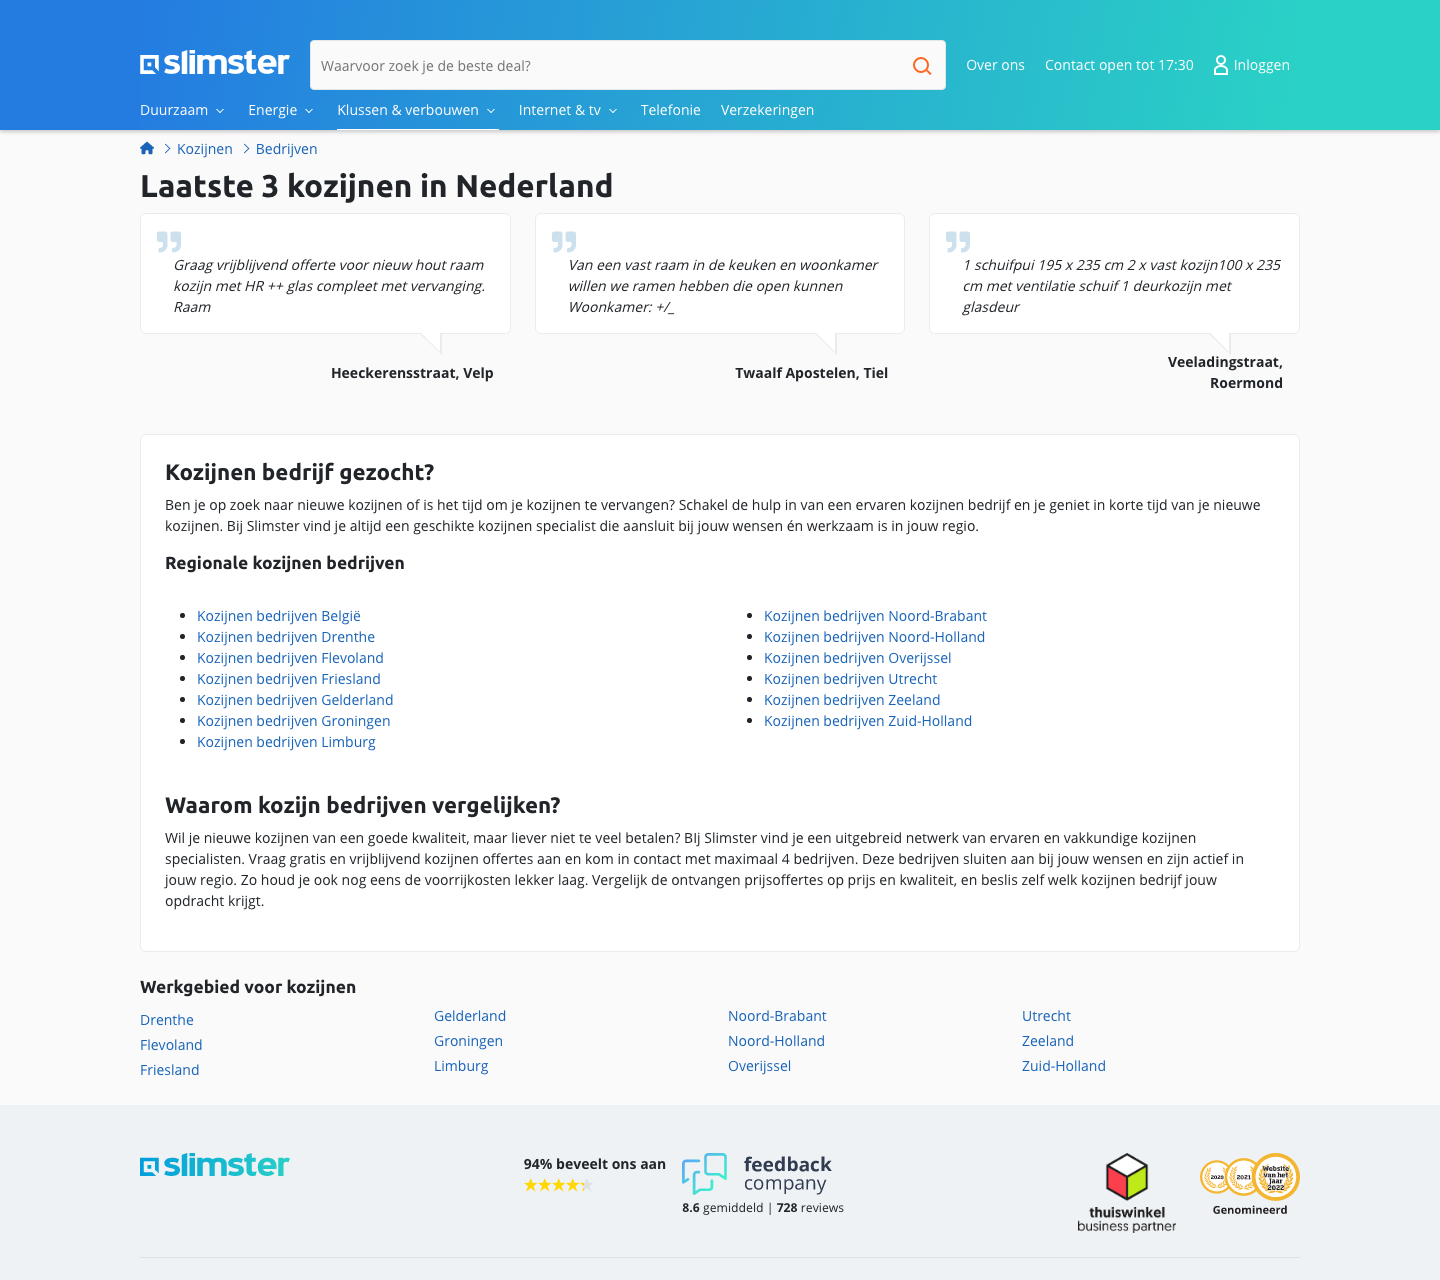 slimster
Waarvoor zoek je de beste deal?
Over ons
Contact open tot 17:30
Inloggen
Duurzaam
Energie
Klussen & verbouwen
Internet & tv
Telefonie
Verzekeringen
Kozijnen
Bedrijven
Laatste 3 kozijnen in Nederland
Graag vrijblijvend offerte voor nieuw hout raam
kozijn met HR ++ glas compleet met vervanging.
Raam
Heeckerensstraat, Velp
Van een vast raam in de keuken en woonkamer
willen we ramen hebben die open kunnen
Woonkamer: +/_
Twaalf Apostelen, Tiel
1 schuifpui 195 x 235 cm 2 x vast kozijn100 x 235
cm met ventilatie schuif 1 deurkozijn met
glasdeur
Veeladingstraat,
Roermond
Kozijnen bedrijf gezocht?
Ben je op zoek naar nieuwe kozijnen of is het tijd om je kozijnen te vervangen? Schakel de hulp in van een ervaren kozijnen bedrijf en je geniet in korte tijd van je nieuwe
kozijnen. Bij Slimster vind je altijd een geschikte kozijnen specialist die aansluit bij jouw wensen én werkzaam is in jouw regio.
Regionale kozijnen bedrijven
Kozijnen bedrijven België
Kozijnen bedrijven Drenthe
Kozijnen bedrijven Flevoland
Kozijnen bedrijven Friesland
Kozijnen bedrijven Gelderland
Kozijnen bedrijven Groningen
Kozijnen bedrijven Limburg
Kozijnen bedrijven Noord-Brabant
Kozijnen bedrijven Noord-Holland
Kozijnen bedrijven Overijssel
Kozijnen bedrijven Utrecht
Kozijnen bedrijven Zeeland
Kozijnen bedrijven Zuid-Holland
Waarom kozijn bedrijven vergelijken?
Wil je nieuwe kozijnen van een goede kwaliteit, maar liever niet te veel betalen? BIj Slimster vind je een uitgebreid netwerk van ervaren en vakkundige kozijnen
specialisten. Vraag gratis en vrijblijvend kozijnen offertes aan en kom in contact met maximaal 4 bedrijven. Deze bedrijven sluiten aan bij jouw wensen en zijn actief in
jouw regio. Zo houd je ook nog eens de voorrijkosten lekker laag. Vergelijk de ontvangen prijsoffertes op prijs en kwaliteit, en beslis zelf welk kozijnen bedrijf jouw
opdracht krijgt.
Werkgebied voor kozijnen
Drenthe
Flevoland
Friesland
Gelderland
Groningen
Limburg
Noord-Brabant
Noord-Holland
Overijssel
Utrecht
Zeeland
Zuid-Holland
slimster
94% beveelt ons aan
feedback
company
8.6 gemiddeld | 728 reviews
thuiswinkel
business partner
2020
2021
Website
van het
Jaar
2022
Genomineerd